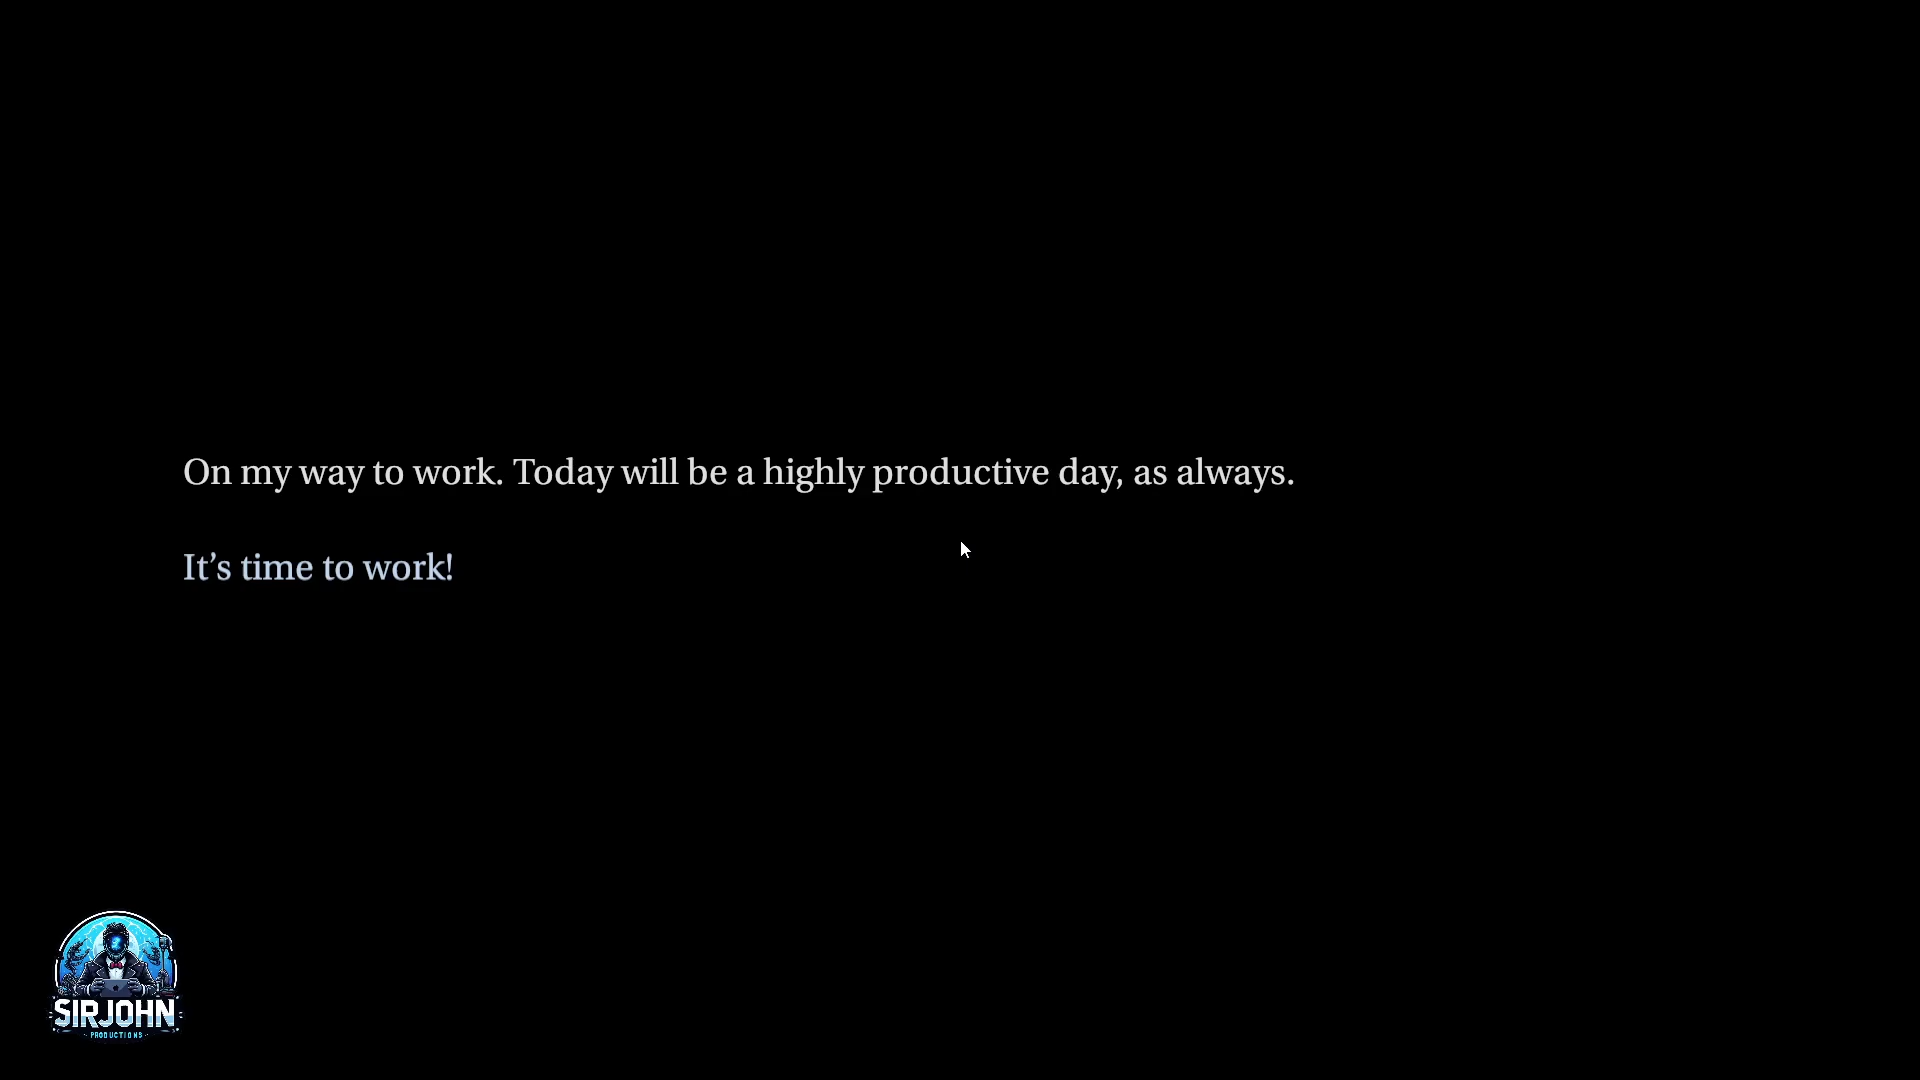 On my way to work. Today will be a highly productive day, as always.
It’s time to work!
SIRJOHN
PRODUCTIONS